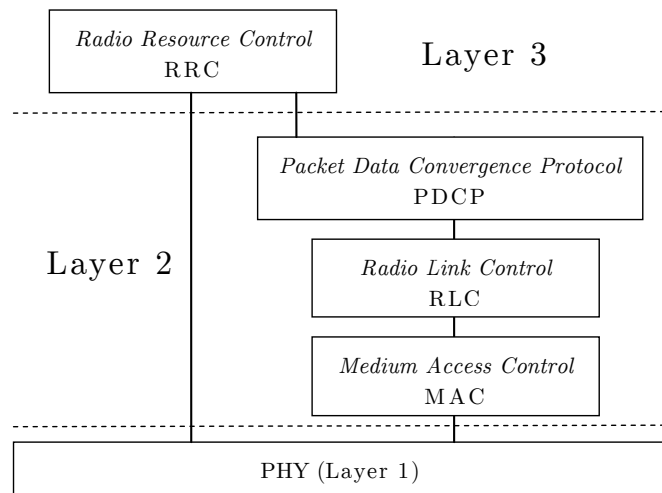 Radio Resource Control
RRC
Layer 3
Packet Data Convergence Protocol
PDCP
Layer 2
Radio Link Control
RLC
Medium Access Control
MAC
PHY (Layer 1)